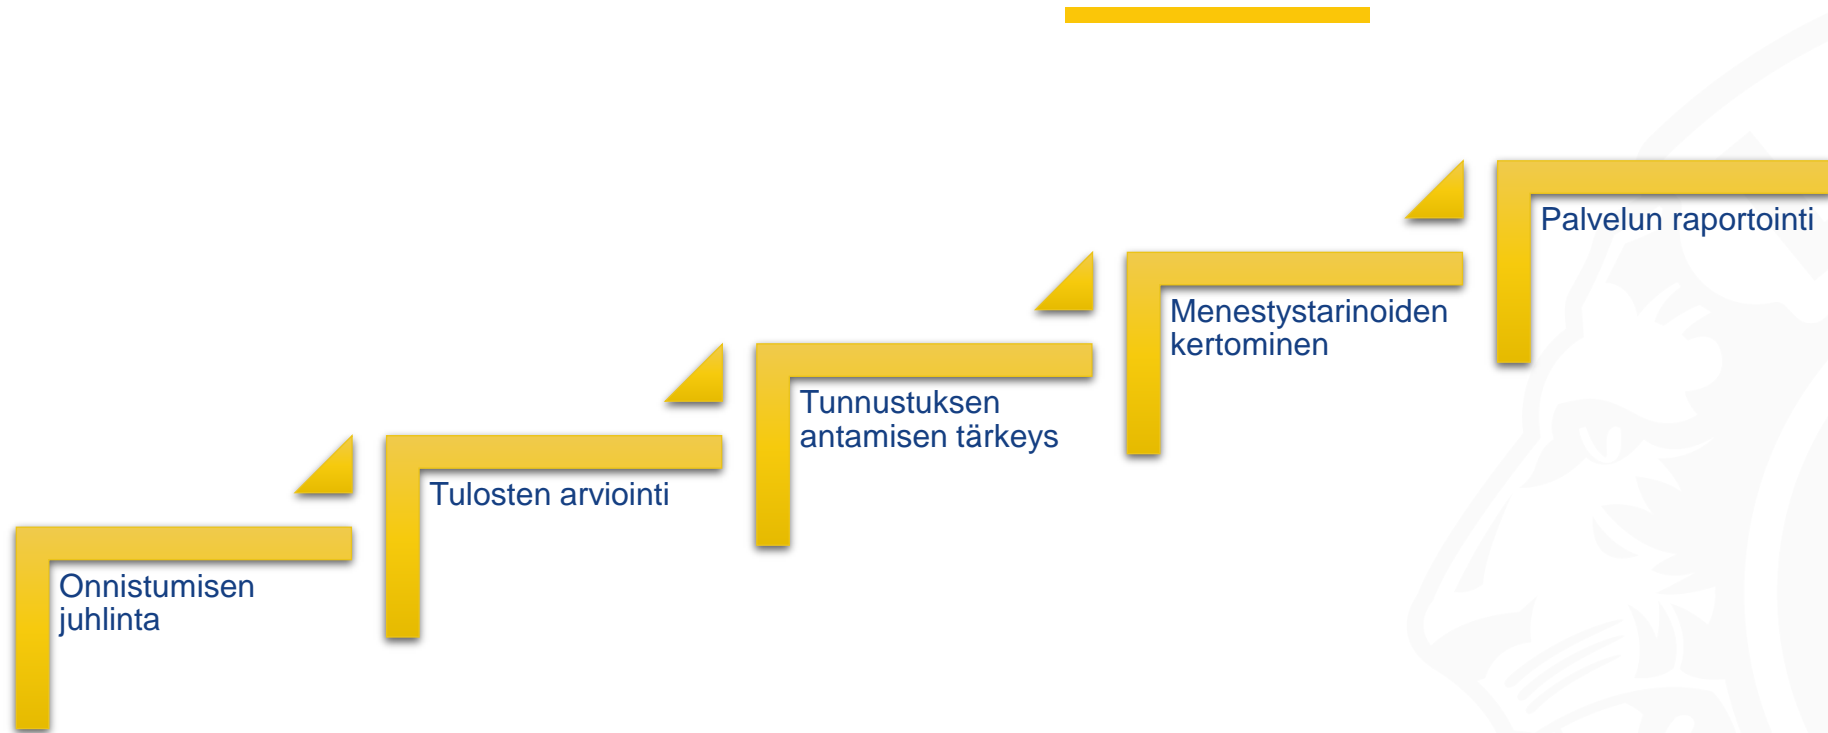 Onnistumisen
juhlinta
Tulosten arviointi
Tunnustuksen
antamisen tärkeys
Menestystarinoiden
kertominen
Palvelun raportointi